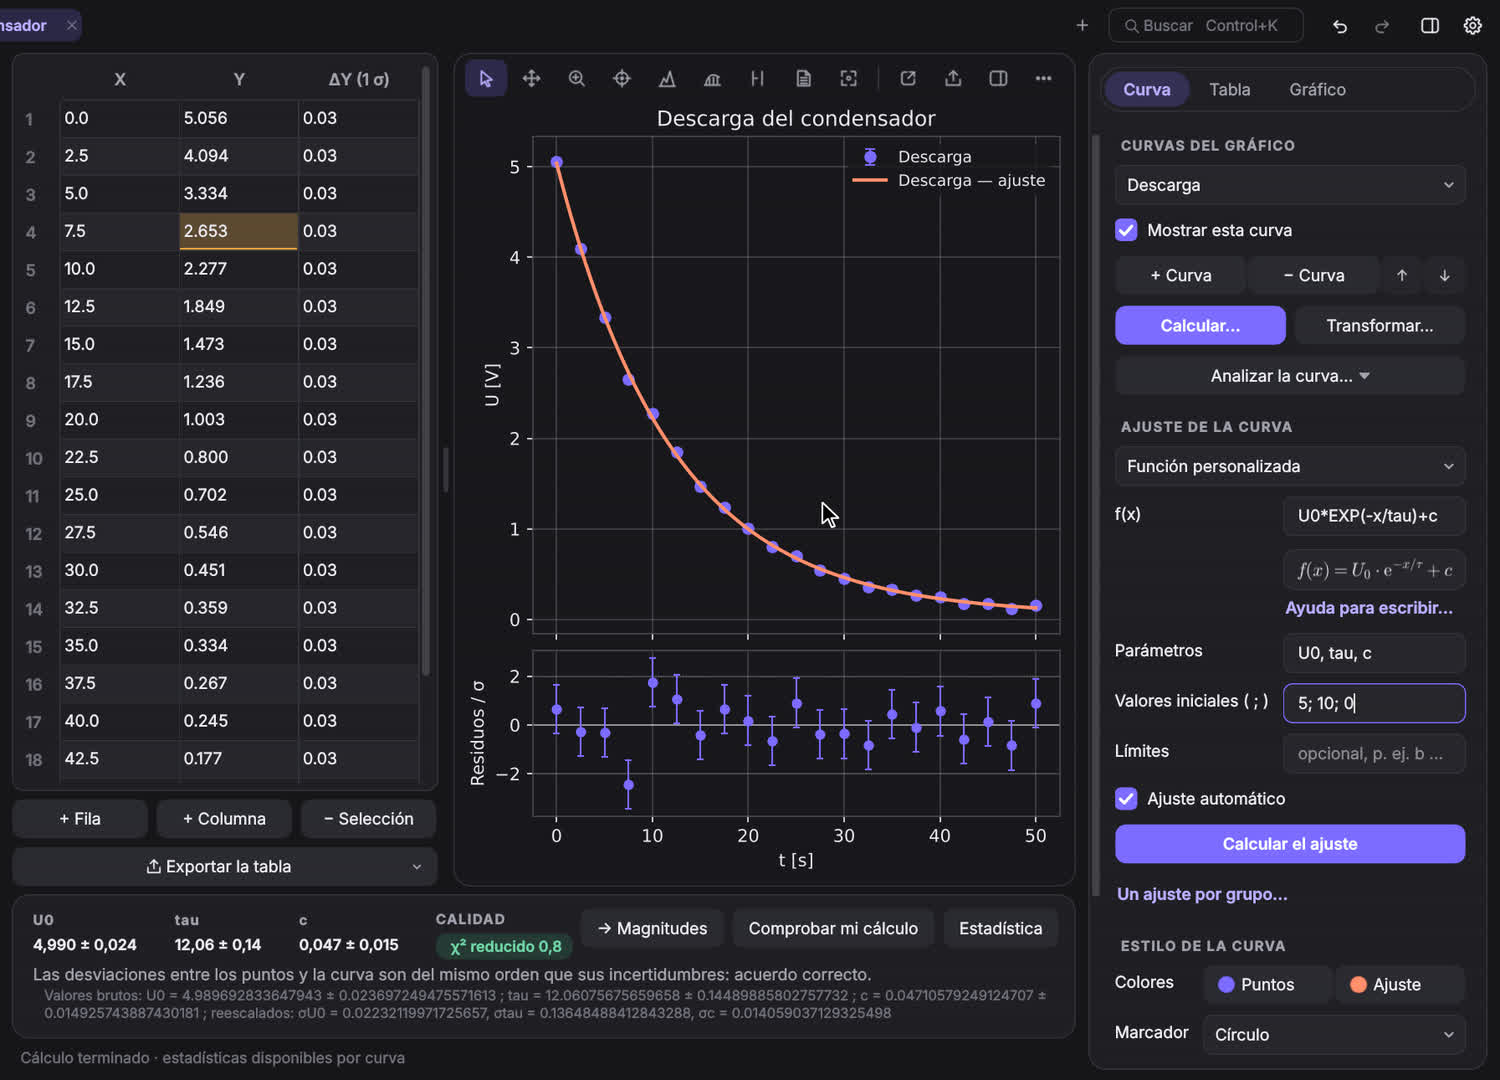 nsador ×
+ Buscar Control+K
X Y ΔY (1 σ)
1 0.0 5.056 0.03
2 2.5 4.094 0.03
3 5.0 3.334 0.03
4 7.5 2.653 0.03
5 10.0 2.277 0.03
6 12.5 1.849 0.03
7 15.0 1.473 0.03
8 17.5 1.236 0.03
9 20.0 1.003 0.03
10 22.5 0.800 0.03
11 25.0 0.702 0.03
12 27.5 0.546 0.03
13 30.0 0.451 0.03
14 32.5 0.359 0.03
15 35.0 0.334 0.03
16 37.5 0.267 0.03
17 40.0 0.245 0.03
18 42.5 0.177 0.03
+ Fila + Columna − Selección
Exportar la tabla
Descarga del condensador
Descarga
Descarga — ajuste
5
4
3
2
1
0
U [V]
2
0
−2
Residuos / σ
0 10 20 30 40 50
t [s]
U0 tau c CALIDAD
4,990 ± 0,024 12,06 ± 0,14 0,047 ± 0,015 χ² reducido 0,8
→ Magnitudes Comprobar mi cálculo Estadística
Las desviaciones entre los puntos y la curva son del mismo orden que sus incertidumbres: acuerdo correcto.
Valores brutos: U0 = 4.989692833647943 ± 0.023697249475571613 ; tau = 12.06075675659658 ± 0.14489885802757732 ; c = 0.04710579249124707 ±
0.014925743887430181 ; reescalados: σU0 = 0.02232119971725657, σtau = 0.13648488412843288, σc = 0.014059037129325498
Cálculo terminado · estadísticas disponibles por curva
Curva Tabla Gráfico
CURVAS DEL GRÁFICO
Descarga
Mostrar esta curva
+ Curva − Curva ↑ ↓
Calcular... Transformar...
Analizar la curva...
AJUSTE DE LA CURVA
Función personalizada
f(x) U0*EXP(-x/tau)+c
f(x) = U₀ · e^{−x/τ} + c
Ayuda para escribir...
Parámetros U0, tau, c
Valores iniciales ( ; ) 5; 10; 0
Límites opcional, p. ej. b ...
Ajuste automático
Calcular el ajuste
Un ajuste por grupo...
ESTILO DE LA CURVA
Colores Puntos Ajuste
Marcador Círculo